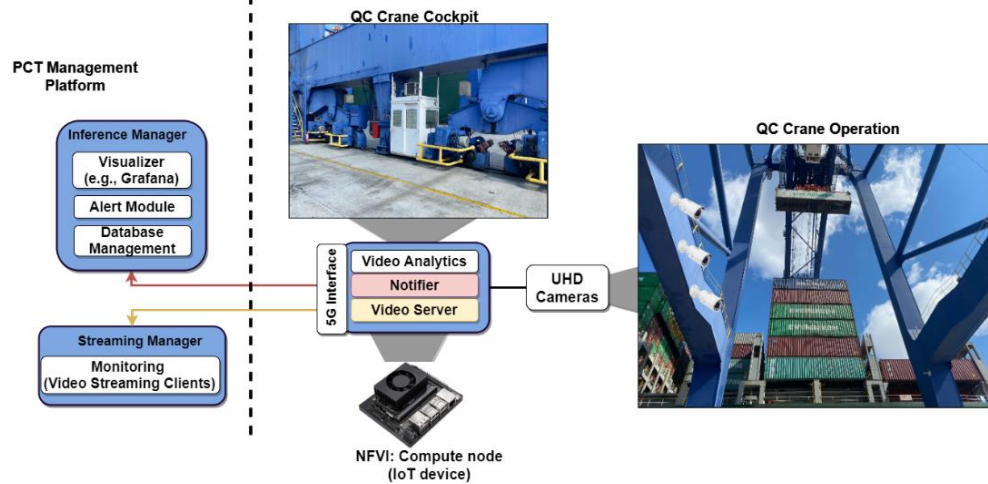 QC Crane Cockpit
PCT Management
Platform
Inference Manager
Visualizer
(e.g., Grafana)
Alert Module
Database
Management
Streaming Manager
Monitoring
(Video Streaming Clients)
5G Interface
Video Analytics
Notifier
Video Server
NFVI: Compute node
(IoT device)
UHD
Cameras
QC Crane Operation